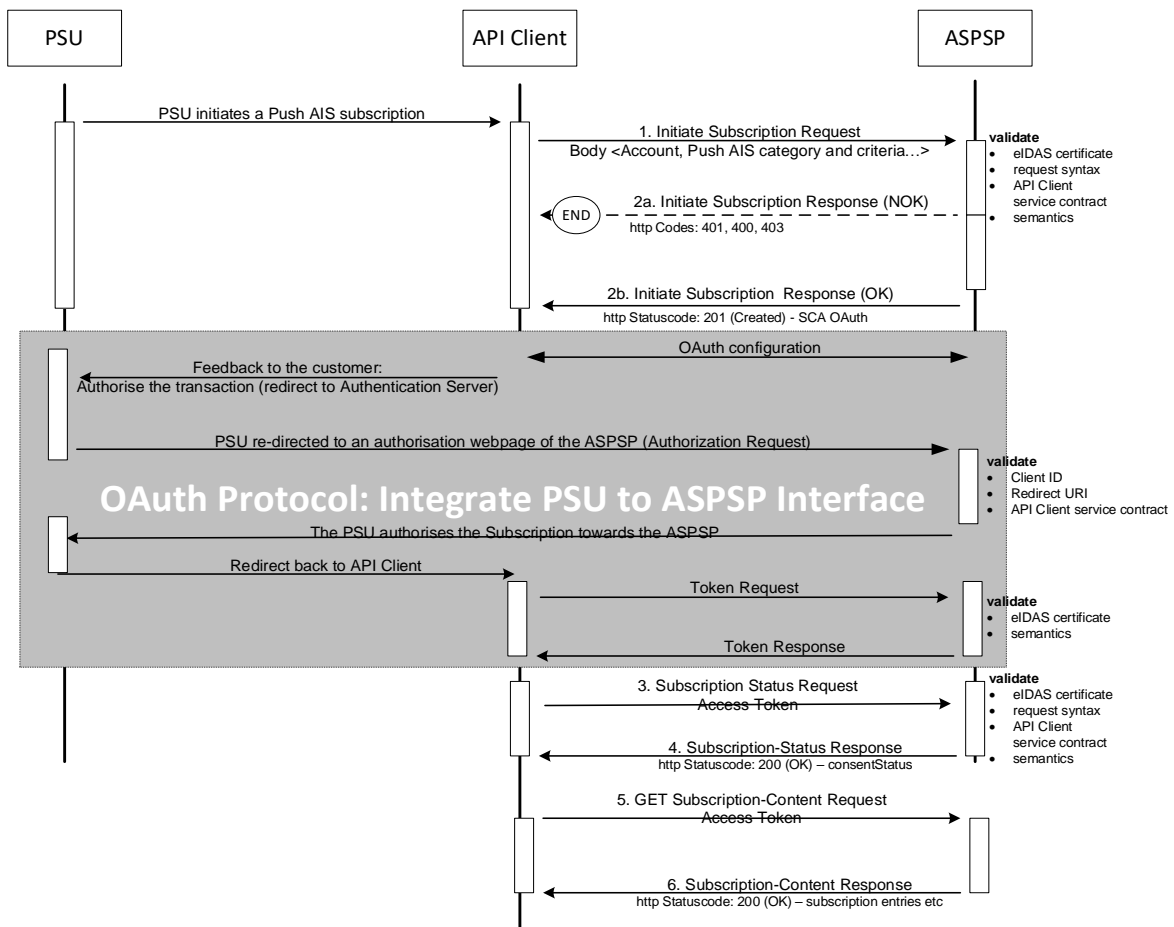 PSU
API Client
ASPSP
PSU initiates a Push AIS subscription
1. Initiate Subscription Request
Body <Account, Push AIS category and criteria...>
validate
• eIDAS certificate
• request syntax
• API Client
service contract
• semantics
2a. Initiate Subscription Response (NOK)
END
http Codes: 401, 400, 403
2b. Initiate Subscription Response (OK)
http Statuscode: 201 (Created) - SCA OAuth
OAuth configuration
Feedback to the customer:
Authorise the transaction (redirect to Authentication Server)
PSU re-directed to an authorisation webpage of the ASPSP (Authorization Request)
validate
• Client ID
• Redirect URI
• API Client service contract
OAuth Protocol: Integrate PSU to ASPSP Interface
The PSU authorises the Subscription towards the ASPSP
Redirect back to API Client
Token Request
validate
• eIDAS certificate
• semantics
Token Response
3. Subscription Status Request
Access Token
validate
• eIDAS certificate
• request syntax
• API Client
service contract
• semantics
4. Subscription-Status Response
http Statuscode: 200 (OK) – consentStatus
5. GET Subscription-Content Request
Access Token
6. Subscription-Content Response
http Statuscode: 200 (OK) – subscription entries etc